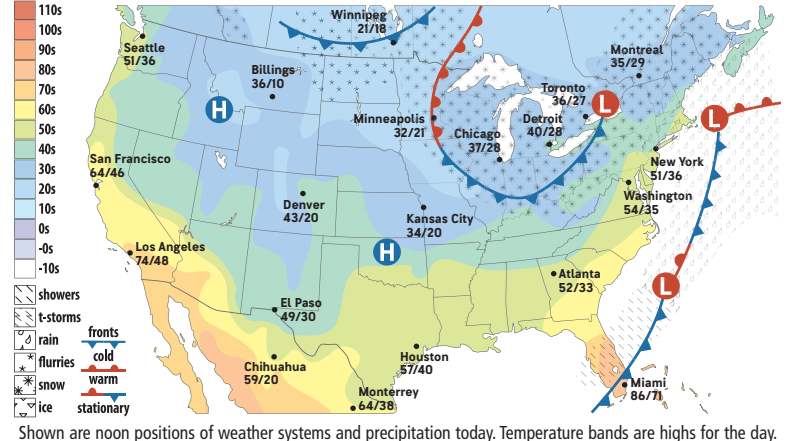 110s
100s
90s
80s
70s
60s
50s
40s
30s
20s
10s
0s
-0s
-10s
showers
t-storms
rain
flurries
snow
ice
fronts
cold
warm
stationary
Winnipeg
21/18
Seattle
51/36
Billings
36/10
Montreal
35/29
Toronto
36/27
Minneapolis
32/21
Detroit
40/28
Chicago
37/28
H
L
L
San Francisco
64/46
New York
51/36
Denver
43/20
Washington
54/35
Kansas City
34/20
Los Angeles
74/48
H
Atlanta
52/33
L
El Paso
49/30
Houston
57/40
Chihuahua
59/20
Miami
86/71
Monterrey
64/38
Shown are noon positions of weather systems and precipitation today. Temperature bands are highs for the day.